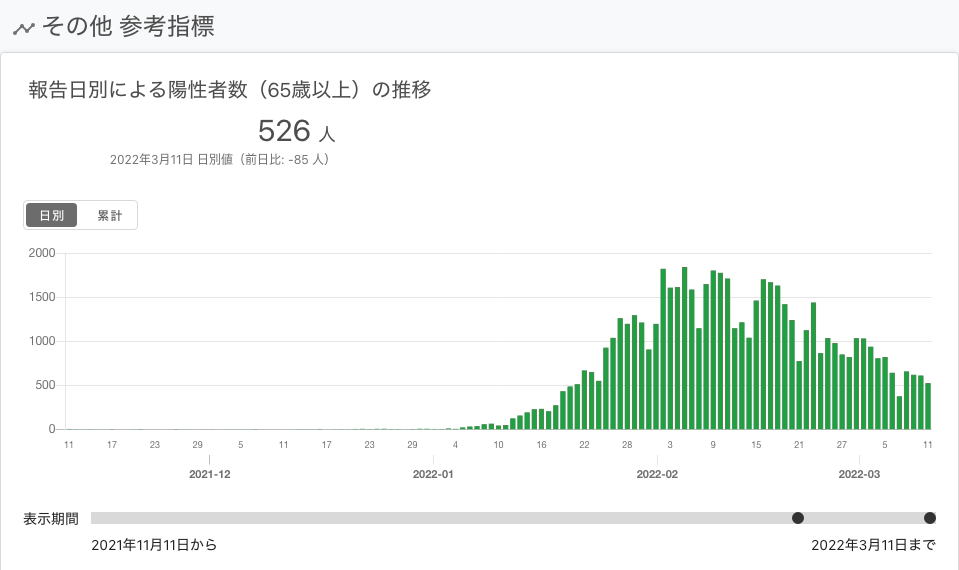 その他 参考指標
報告日別による陽性者数（65歳以上）の推移
526 人
2022年3月11日 日別値（前日比: -85 人）
日別 累計
2000
1500
1000
500
0
11 17 23 29 5 11 17 23 29 4 10 16 22 28 3 9 15 21 27 5 11
2021-12 2022-01 2022-02 2022-03
表示期間
2021年11月11日から 2022年3月11日まで